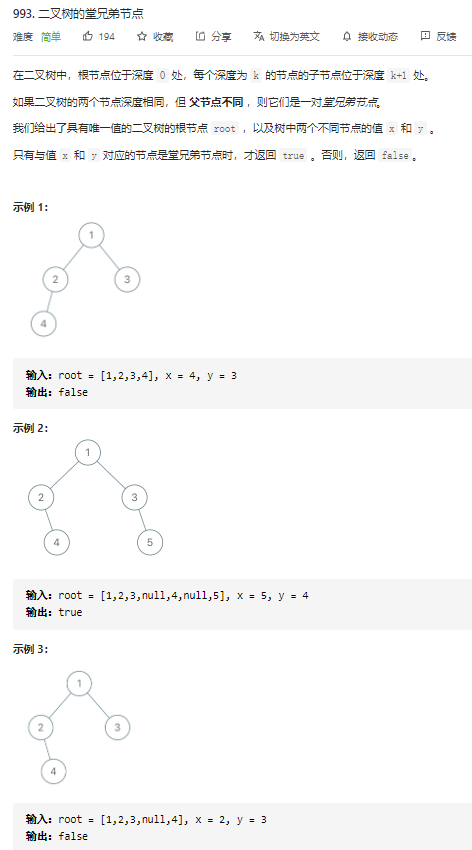 993. 二叉树的堂兄弟节点
难度 简单 194 收藏 分享 切换为英文 接收动态 反馈
在二叉树中，根节点位于深度 0 处，每个深度为 k 的节点的子节点位于深度 k+1 处。
如果二叉树的两个节点深度相同，但 父节点不同 ，则它们是一对堂兄弟节点。
我们给出了具有唯一值的二叉树的根节点 root ，以及树中两个不同节点的值 x 和 y 。
只有与值 x 和 y 对应的节点是堂兄弟节点时，才返回 true 。否则，返回 false。
示例 1：
1
2 3
4
输入：root = [1,2,3,4], x = 4, y = 3
输出：false
示例 2：
1
2 3
4 5
输入：root = [1,2,3,null,4,null,5], x = 5, y = 4
输出：true
示例 3：
1
2 3
4
输入：root = [1,2,3,null,4], x = 2, y = 3
输出：false